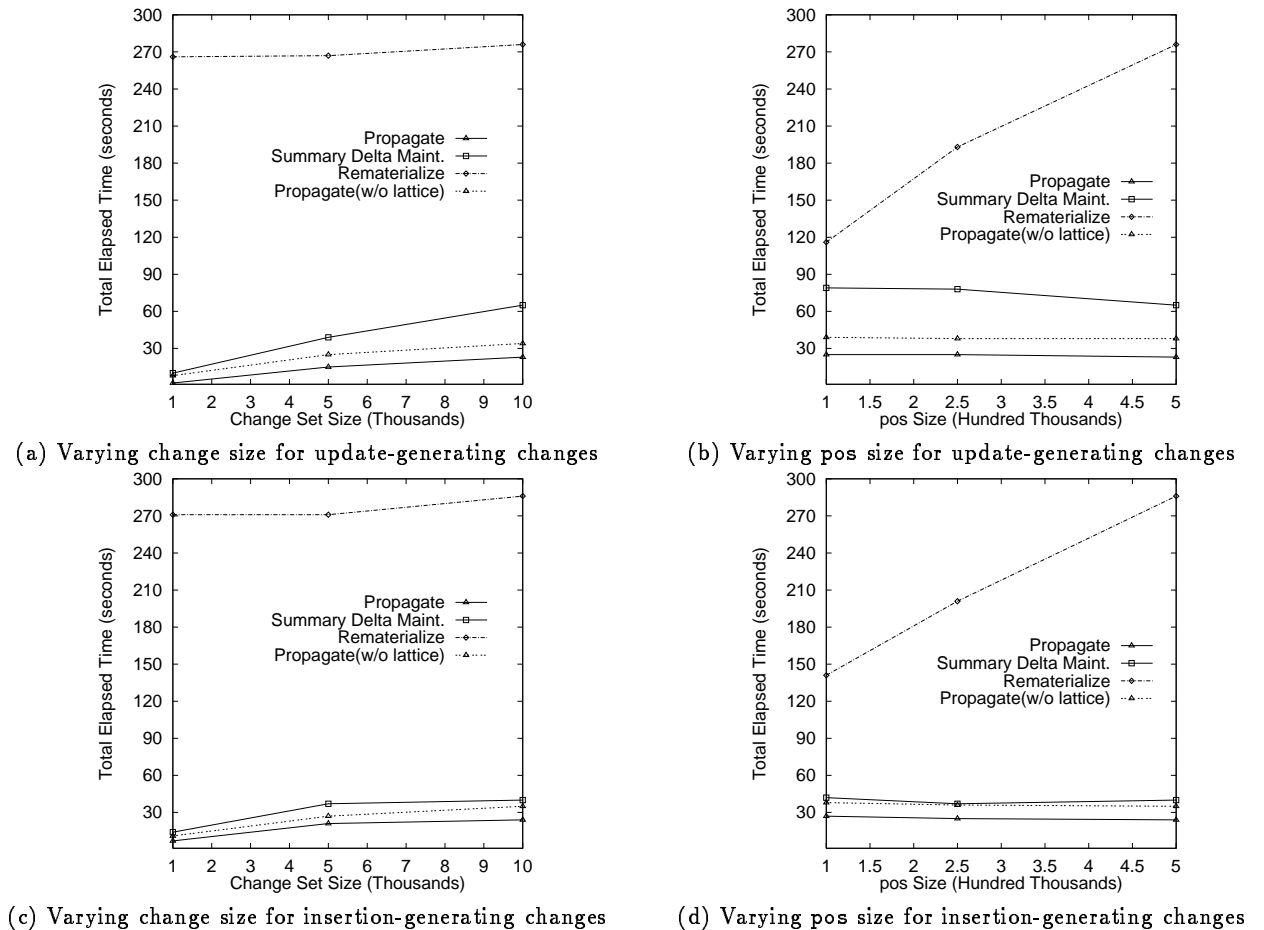 300
270
240
210
180
150
120
90
60
30
Total Elapsed Time (seconds)
Propagate
Summary Delta Maint.
Rematerialize
Propagate(w/o lattice)
1 2 3 4 5 6 7 8 9 10
Change Set Size (Thousands)
(a) Varying change size for update-generating changes
300
270
240
210
180
150
120
90
60
30
Total Elapsed Time (seconds)
Propagate
Summary Delta Maint.
Rematerialize
Propagate(w/o lattice)
1 1.5 2 2.5 3 3.5 4 4.5 5
pos Size (Hundred Thousands)
(b) Varying pos size for update-generating changes
300
270
240
210
180
150
120
90
60
30
Total Elapsed Time (seconds)
Propagate
Summary Delta Maint.
Rematerialize
Propagate(w/o lattice)
1 2 3 4 5 6 7 8 9 10
Change Set Size (Thousands)
(c) Varying change size for insertion-generating changes
300
270
240
210
180
150
120
90
60
30
Total Elapsed Time (seconds)
Propagate
Summary Delta Maint.
Rematerialize
Propagate(w/o lattice)
1 1.5 2 2.5 3 3.5 4 4.5 5
pos Size (Hundred Thousands)
(d) Varying pos size for insertion-generating changes